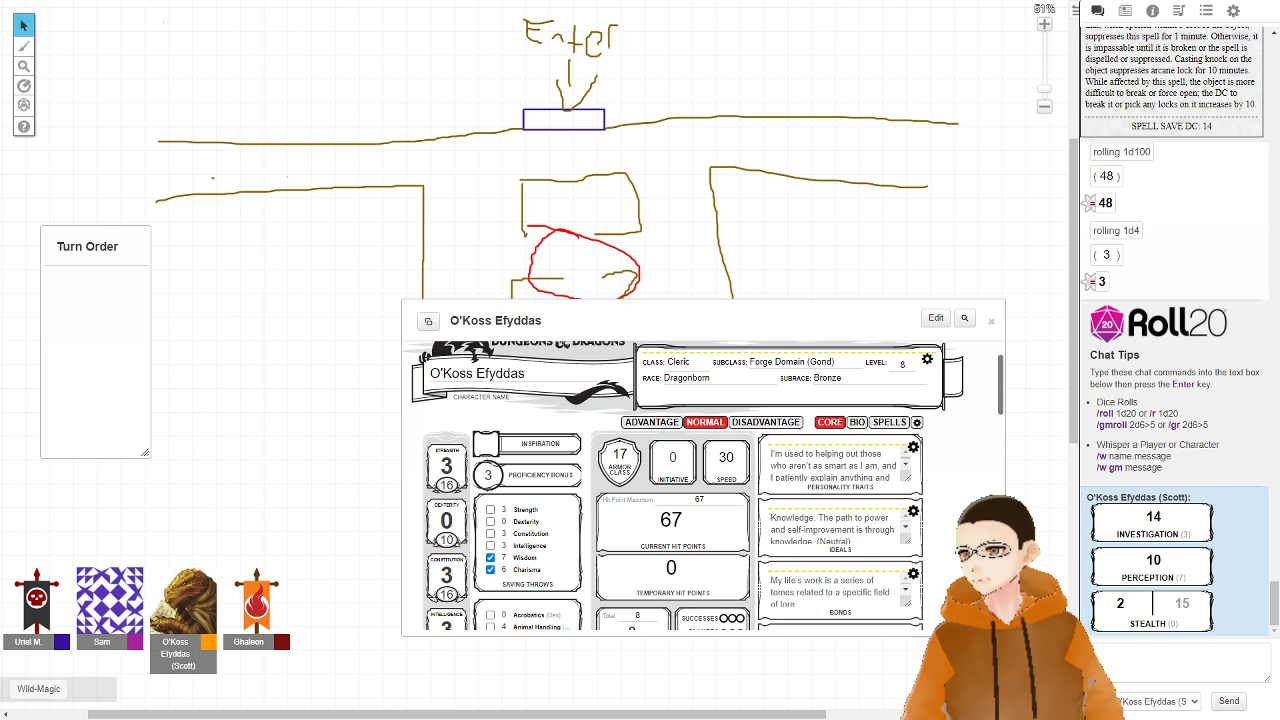 51%
Enter
Turn Order
Uriel M.
Sam
O'Koss
Efyddas
(Scott)
Ghaleon
Wild-Magic
O'Koss Efyddas
Edit
DUNGEONS & DRAGONS
O'Koss Efyddas
CHARACTER NAME
CLASS: Cleric SUBCLASS: Forge Domain (Gond) LEVEL: 8
RACE: Dragonborn SUBRACE: Bronze
ADVANTAGE NORMAL DISADVANTAGE CORE BIO SPELLS
STRENGTH
3
16
DEXTERITY
0
10
CONSTITUTION
3
16
INTELLIGENCE
3
INSPIRATION
3 PROFICIENCY BONUS
3 Strength
0 Dexterity
3 Constitution
3 Intelligence
7 Wisdom
6 Charisma
SAVING THROWS
0 Acrobatics (Dex)
4 Animal Handling (...
17
ARMOR
CLASS
0
INITIATIVE
30
SPEED
Hit Point Maximum 67
67
CURRENT HIT POINTS
0
TEMPORARY HIT POINTS
Total 8
SUCCESSES
I'm used to helping out those
who aren't as smart as I am, and
I patiently explain anything and
PERSONALITY TRAITS
Knowledge. The path to power
and self-improvement is through
knowledge. (Neutral)
IDEALS
My life's work is a series of
tomes related to a specific field
of lore
BONDS
suppresses this spell for 1 minute. Otherwise, it
is impassable until it is broken or the spell is
dispelled or suppressed. Casting knock on the
object suppresses arcane lock for 10 minutes.
While affected by this spell, the object is more
difficult to break or force open; the DC to
break it or pick any locks on it increases by 10.
SPELL SAVE DC: 14
rolling 1d100
( 48 )
= 48
rolling 1d4
( 3 )
= 3
20 Roll20
Chat Tips
Type these chat commands into the text box
below then press the Enter key.
Dice Rolls
/roll 1d20 or /r 1d20
/gmroll 2d6>5 or /gr 2d6>5
Whisper a Player or Character
/w name message
/w gm message
O'Koss Efyddas (Scott):
14
INVESTIGATION (3)
10
PERCEPTION (7)
2 15
STEALTH (0)
O'Koss Efyddas (S
Send